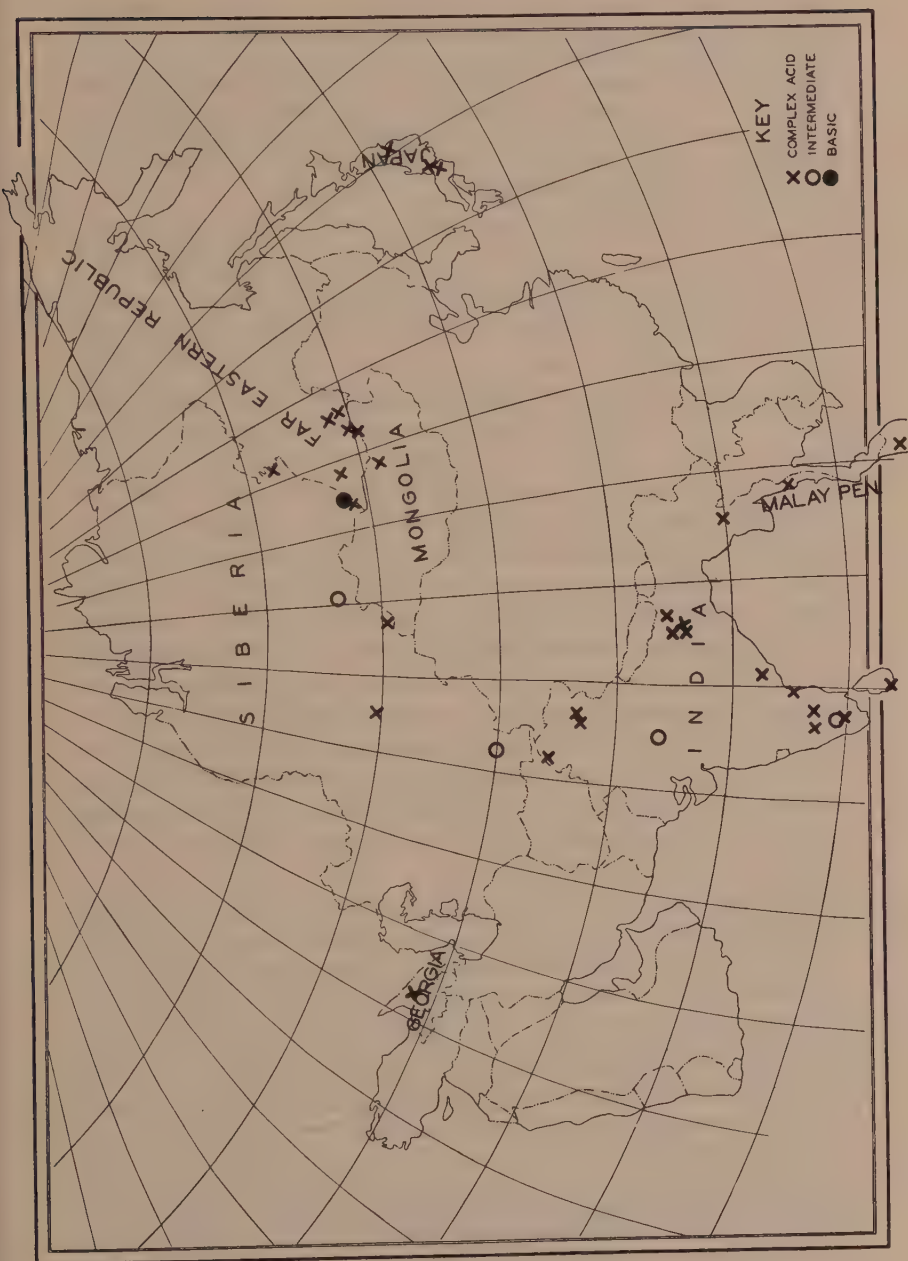 FAR EASTERN REPUBLIC
SIBERIA
MONGOLIA
JAPAN
GEORGIA
INDIA
MALAY PEN.
KEY
X COMPLEX ACID
O INTERMEDIATE
● BASIC